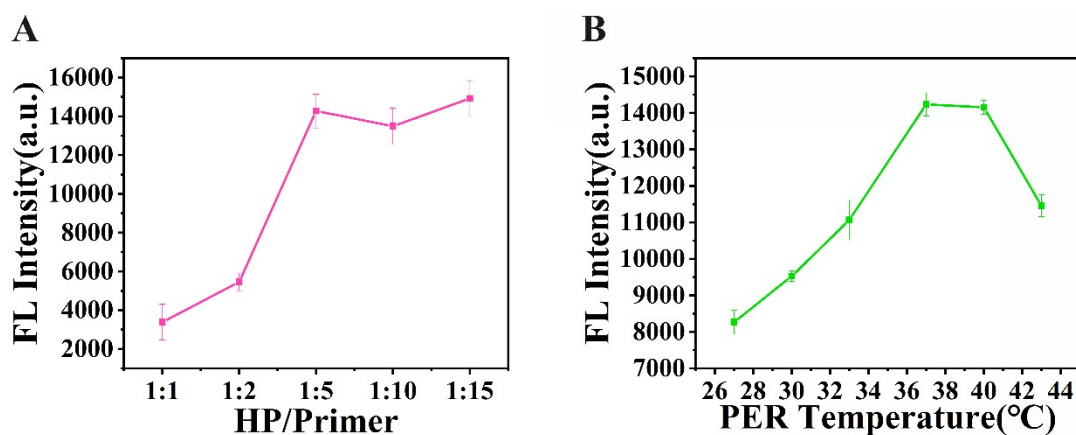 A
FL Intensity(a.u.)
16000
14000
12000
10000
8000
6000
4000
2000
1:1 1:2 1:5 1:10 1:15
HP/Primer
B
FL Intensity(a.u.)
15000
14000
13000
12000
11000
10000
9000
8000
7000
26 28 30 32 34 36 38 40 42 44
PER Temperature(°C)